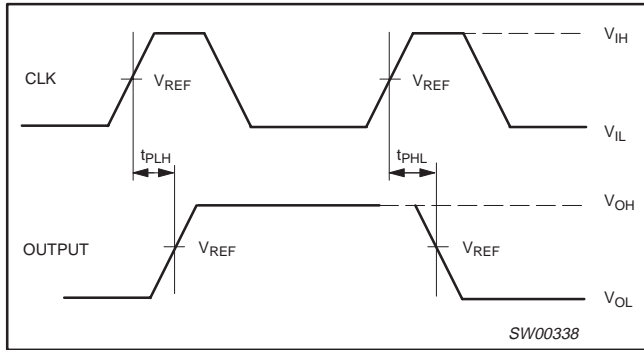 V_IH
CLK
V_REF
V_REF
V_IL
t_PLH
t_PHL
V_OH
OUTPUT
V_REF
V_REF
V_OL
SW00338